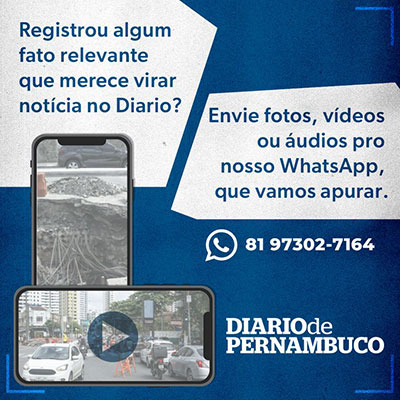 Registrou algum
fato relevante
que merece virar
notícia no Diario?
Envie fotos, vídeos
ou áudios pro
nosso WhatsApp,
que vamos apurar.
81 97302-7164
DIARIOde
PERNAMBUCO